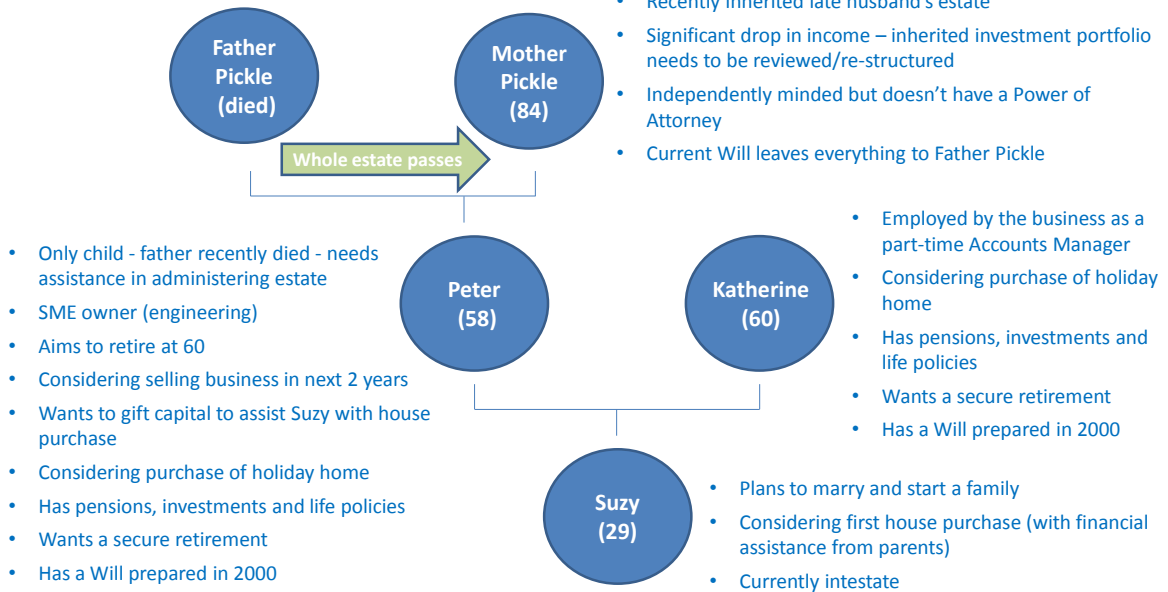 • Recently inherited late husband's estate
• Significant drop in income – inherited investment portfolio
needs to be reviewed/re-structured
• Independently minded but doesn't have a Power of
Attorney
• Current Will leaves everything to Father Pickle
Father
Pickle
(died)
Mother
Pickle
(84)
Whole estate passes
• Only child - father recently died - needs
assistance in administering estate
• SME owner (engineering)
• Aims to retire at 60
• Considering selling business in next 2 years
• Wants to gift capital to assist Suzy with house
purchase
• Considering purchase of holiday home
• Has pensions, investments and life policies
• Wants a secure retirement
• Has a Will prepared in 2000
Peter
(58)
Katherine
(60)
• Employed by the business as a
part-time Accounts Manager
• Considering purchase of holiday
home
• Has pensions, investments and
life policies
• Wants a secure retirement
• Has a Will prepared in 2000
Suzy
(29)
• Plans to marry and start a family
• Considering first house purchase (with financial
assistance from parents)
• Currently intestate